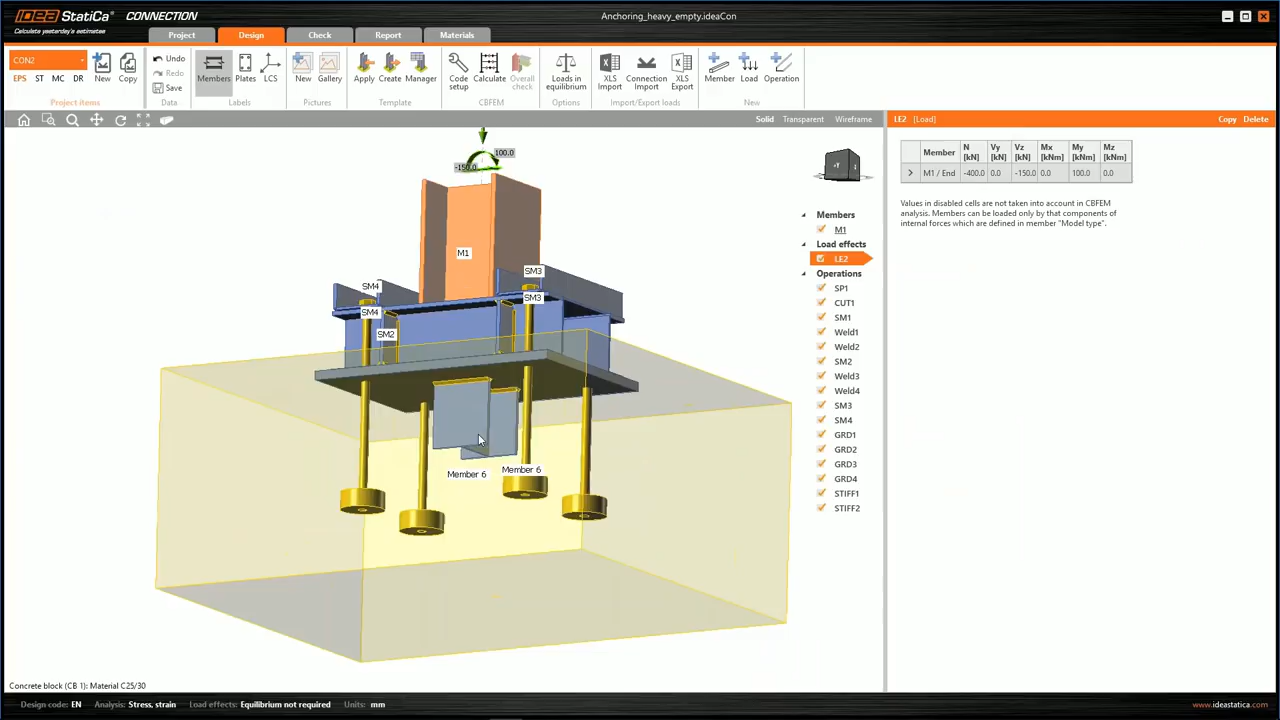 IDEA StatiCa CONNECTION
Calculate yesterday's estimates
Anchoring_heavy_empty.ideaCon
Project
Design
Check
Report
Materials
CON2
EPS ST MC DR
New
Copy
Project items
Undo
Redo
Save
Data
Members
Plates
LCS
Labels
New
Gallery
Pictures
Apply
Create
Manager
Template
Code setup
Calculate
Overall check
CBFEM
Loads in equilibrium
Options
XLS Import
Connection Import
XLS Export
Import/Export loads
Member
Load
Operation
New
Solid
Transparent
Wireframe
LE2 [Load]
Copy Delete
Member N [kN] Vy [kN] Vz [kN] Mx [kNm] My [kNm] Mz [kNm]
M1 / End -400.0 0.0 -150.0 0.0 100.0 0.0
Values in disabled cells are not taken into account in CBFEM
analysis. Members can be loaded only by that components of
internal forces which are defined in member "Model type".
100.0
-150.0
M1
SM3
SM4
SM3
SM4
SM2
Member 6
Member 6
+Y
Members
M1
Load effects
LE2
Operations
SP1
CUT1
SM1
Weld1
Weld2
SM2
Weld3
Weld4
SM3
SM4
GRD1
GRD2
GRD3
GRD4
STIFF1
STIFF2
Concrete block (CB 1): Material C25/30
Design code: EN Analysis: Stress, strain Load effects: Equilibrium not required Units: mm
www.ideastatica.com